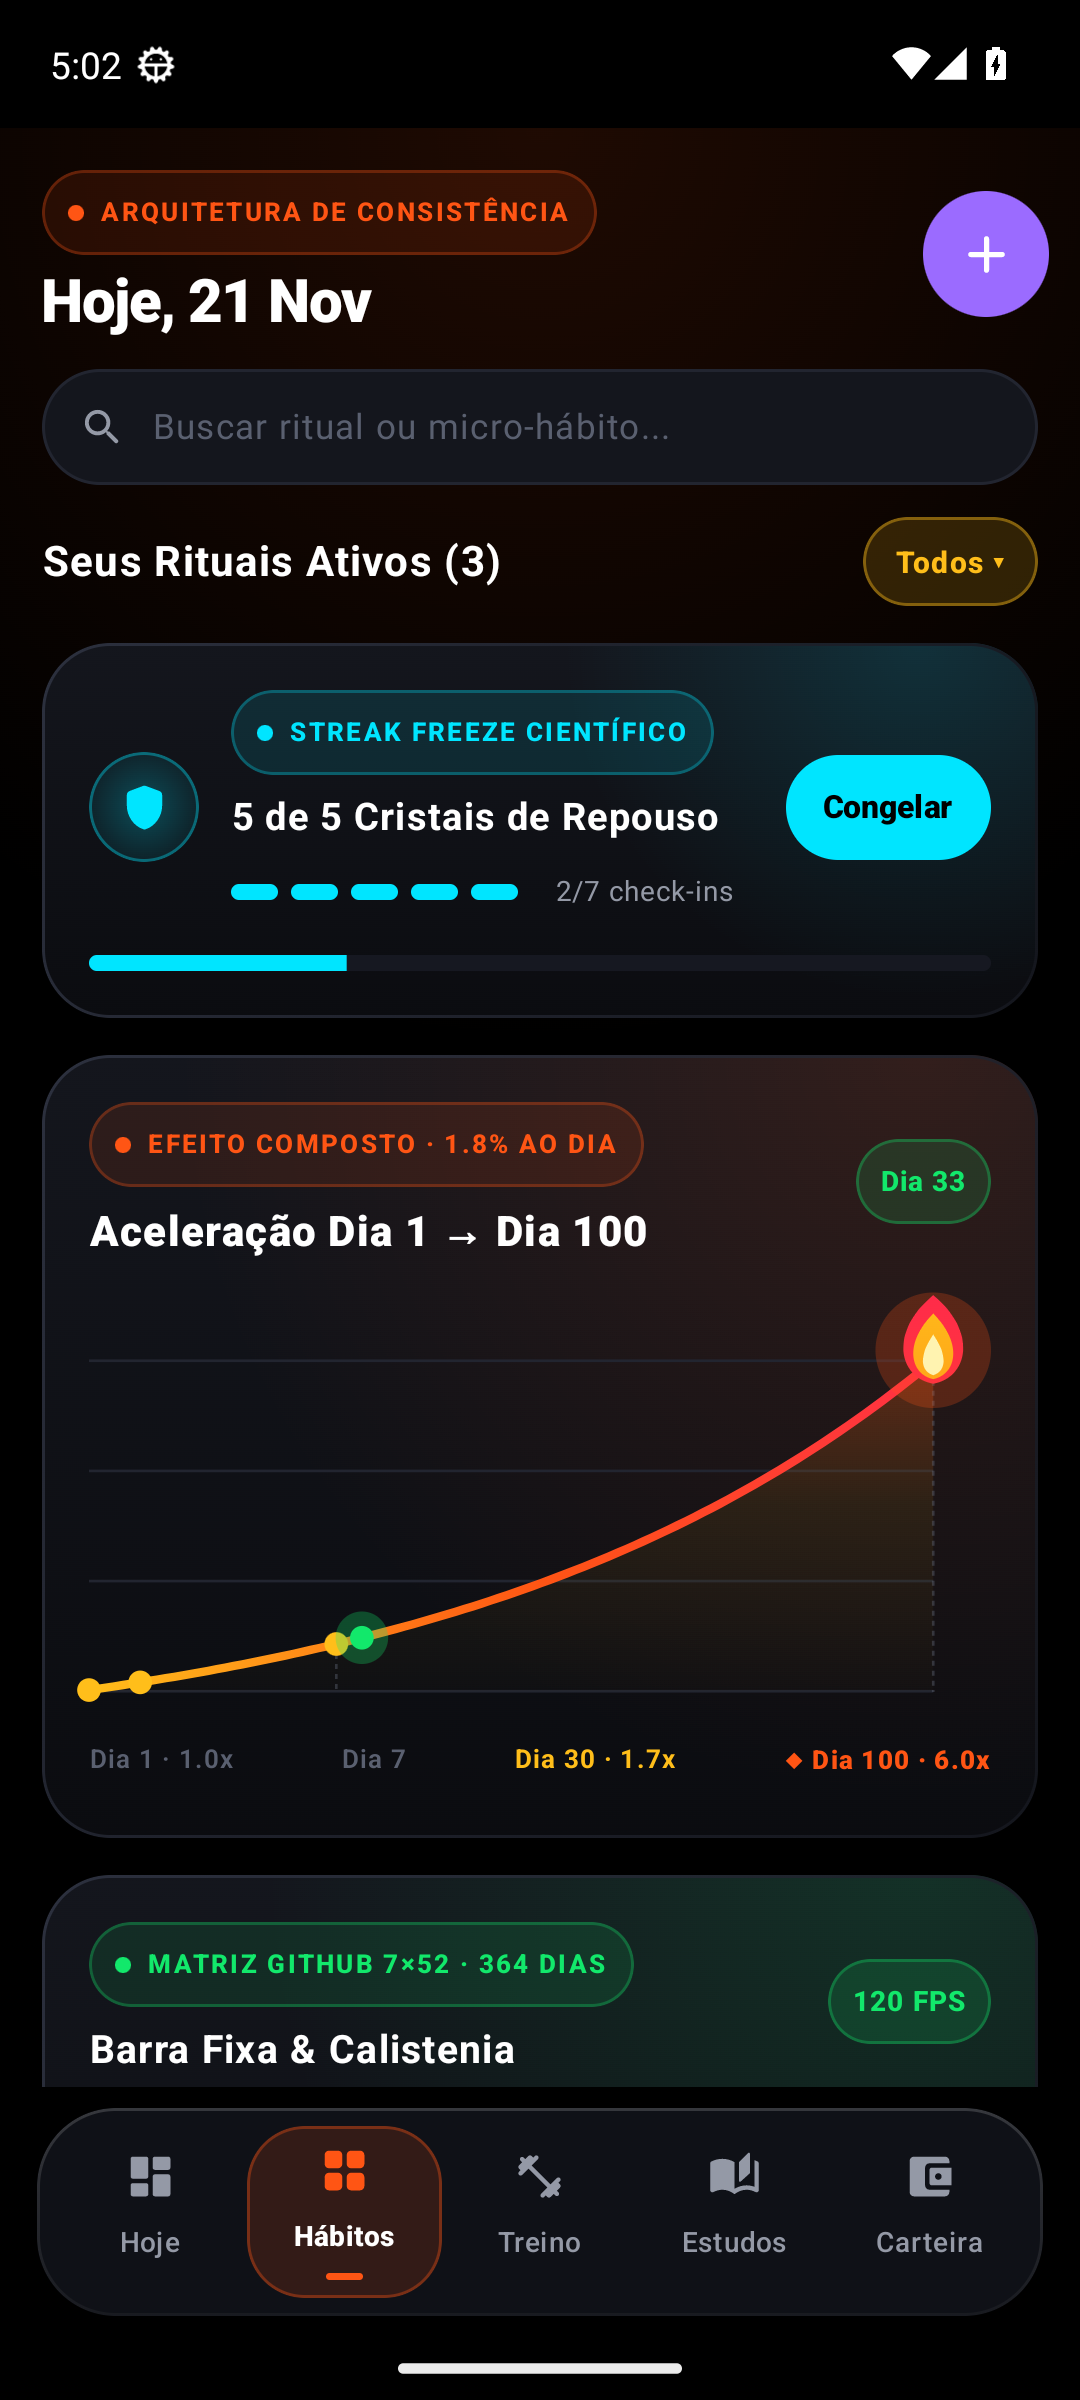 5:02
ARQUITETURA DE CONSISTÊNCIA
Hoje, 21 Nov
Buscar ritual ou micro-hábito...
Seus Rituais Ativos (3)
Todos ▾
STREAK FREEZE CIENTÍFICO
5 de 5 Cristais de Repouso
Congelar
2/7 check-ins
EFEITO COMPOSTO · 1.8% AO DIA
Dia 33
Aceleração Dia 1 → Dia 100
Dia 1 · 1.0x
Dia 7
Dia 30 · 1.7x
◆ Dia 100 · 6.0x
MATRIZ GITHUB 7×52 · 364 DIAS
120 FPS
Barra Fixa & Calistenia
Hoje
Hábitos
Treino
Estudos
Carteira